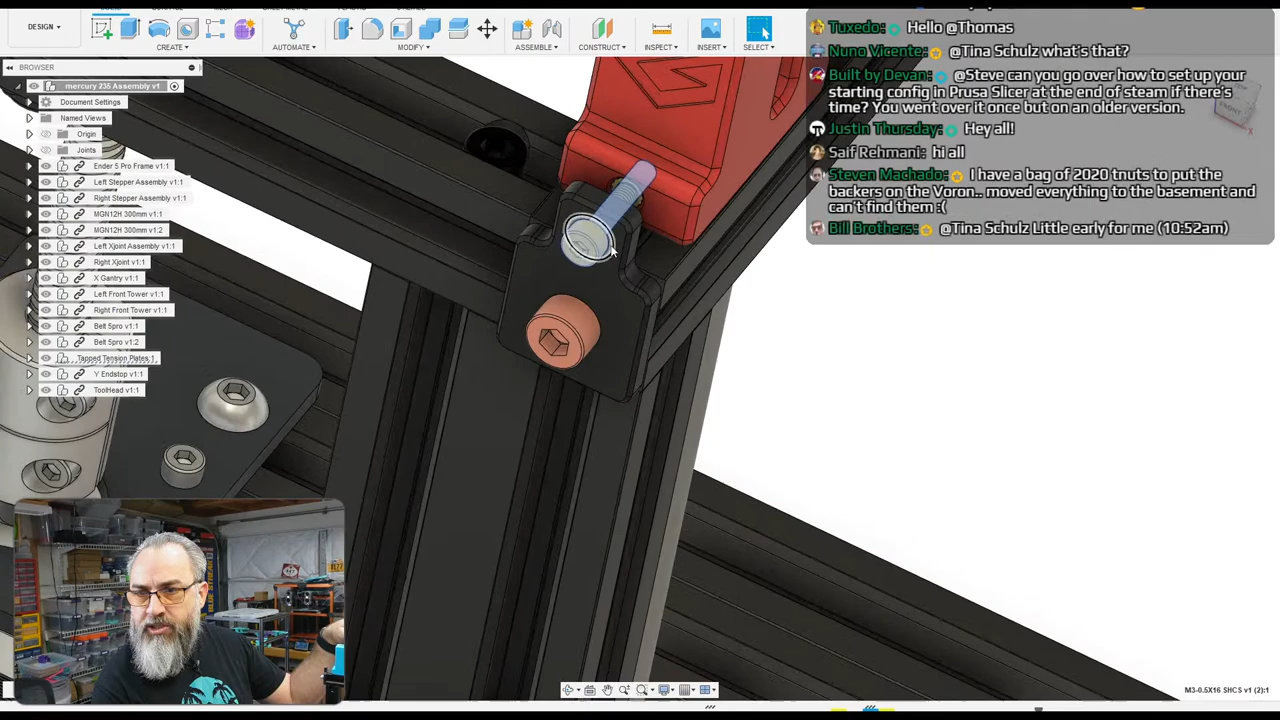 DESIGN
CREATE
AUTOMATE
MODIFY
ASSEMBLE
CONSTRUCT
INSPECT
INSERT
SELECT
BROWSER
mercury 235 Assembly v1
Document Settings
Named Views
Origin
Joints
Ender 5 Pro Frame v1:1
Left Stepper Assembly v1:1
Right Stepper Assembly v1:1
MGN12H 300mm v1:1
MGN12H 300mm v1:2
Left Xjoint Assembly v1:1
Right Xjoint v1:1
X Gantry v1:1
Left Front Tower v1:1
Right Front Tower v1:1
Belt 5pro v1:1
Belt 5pro v1:2
Tapped Tension Plates:1
Y Endstop v1:1
ToolHead v1:1
Tuxedo: Hello @Thomas
Nuno Vicente: @Tina Schulz what's that?
Built by Devan: @Steve can you go over how to set up your
starting config in Prusa Slicer at the end of steam if there's
time? You went over it once but on an older version.
Justin Thursday: Hey all!
Saif Rehmani: hi all
Steven Machado: I have a bag of 2020 tnuts to put the
backers on the Voron.. moved everything to the basement and
can't find them :(
Bill Brothers: @Tina Schulz Little early for me (10:52am)
FRONT
M3-0.5X16 SHCS v1 (2):1